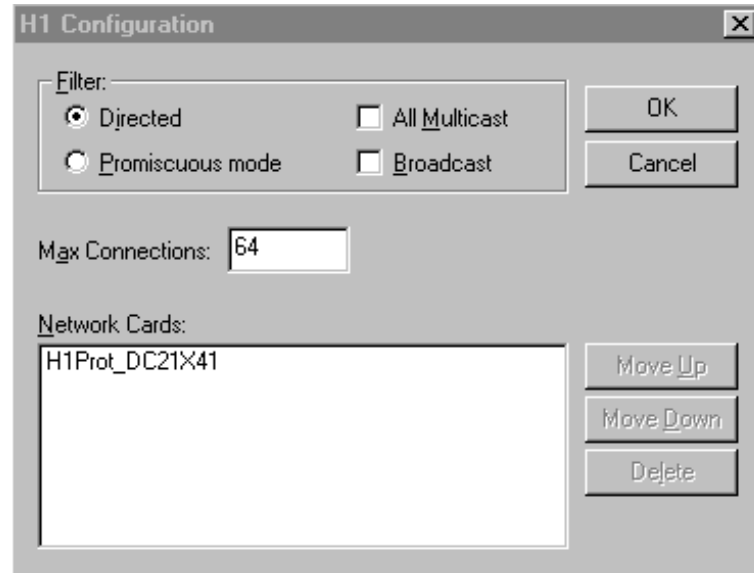 H1 Configuration
Filter:
Directed
All Multicast
Promiscuous mode
Broadcast
OK
Cancel
Max Connections: 64
Network Cards:
H1Prot_DC21X41
Move Up
Move Down
Delete